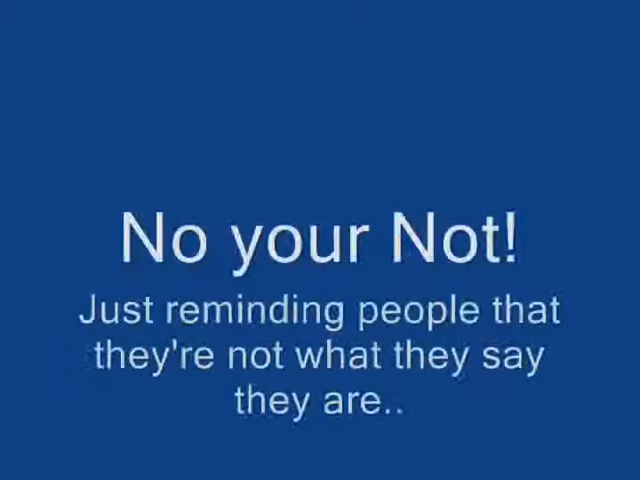 No your Not!
Just reminding people that
they're not what they say
they are..